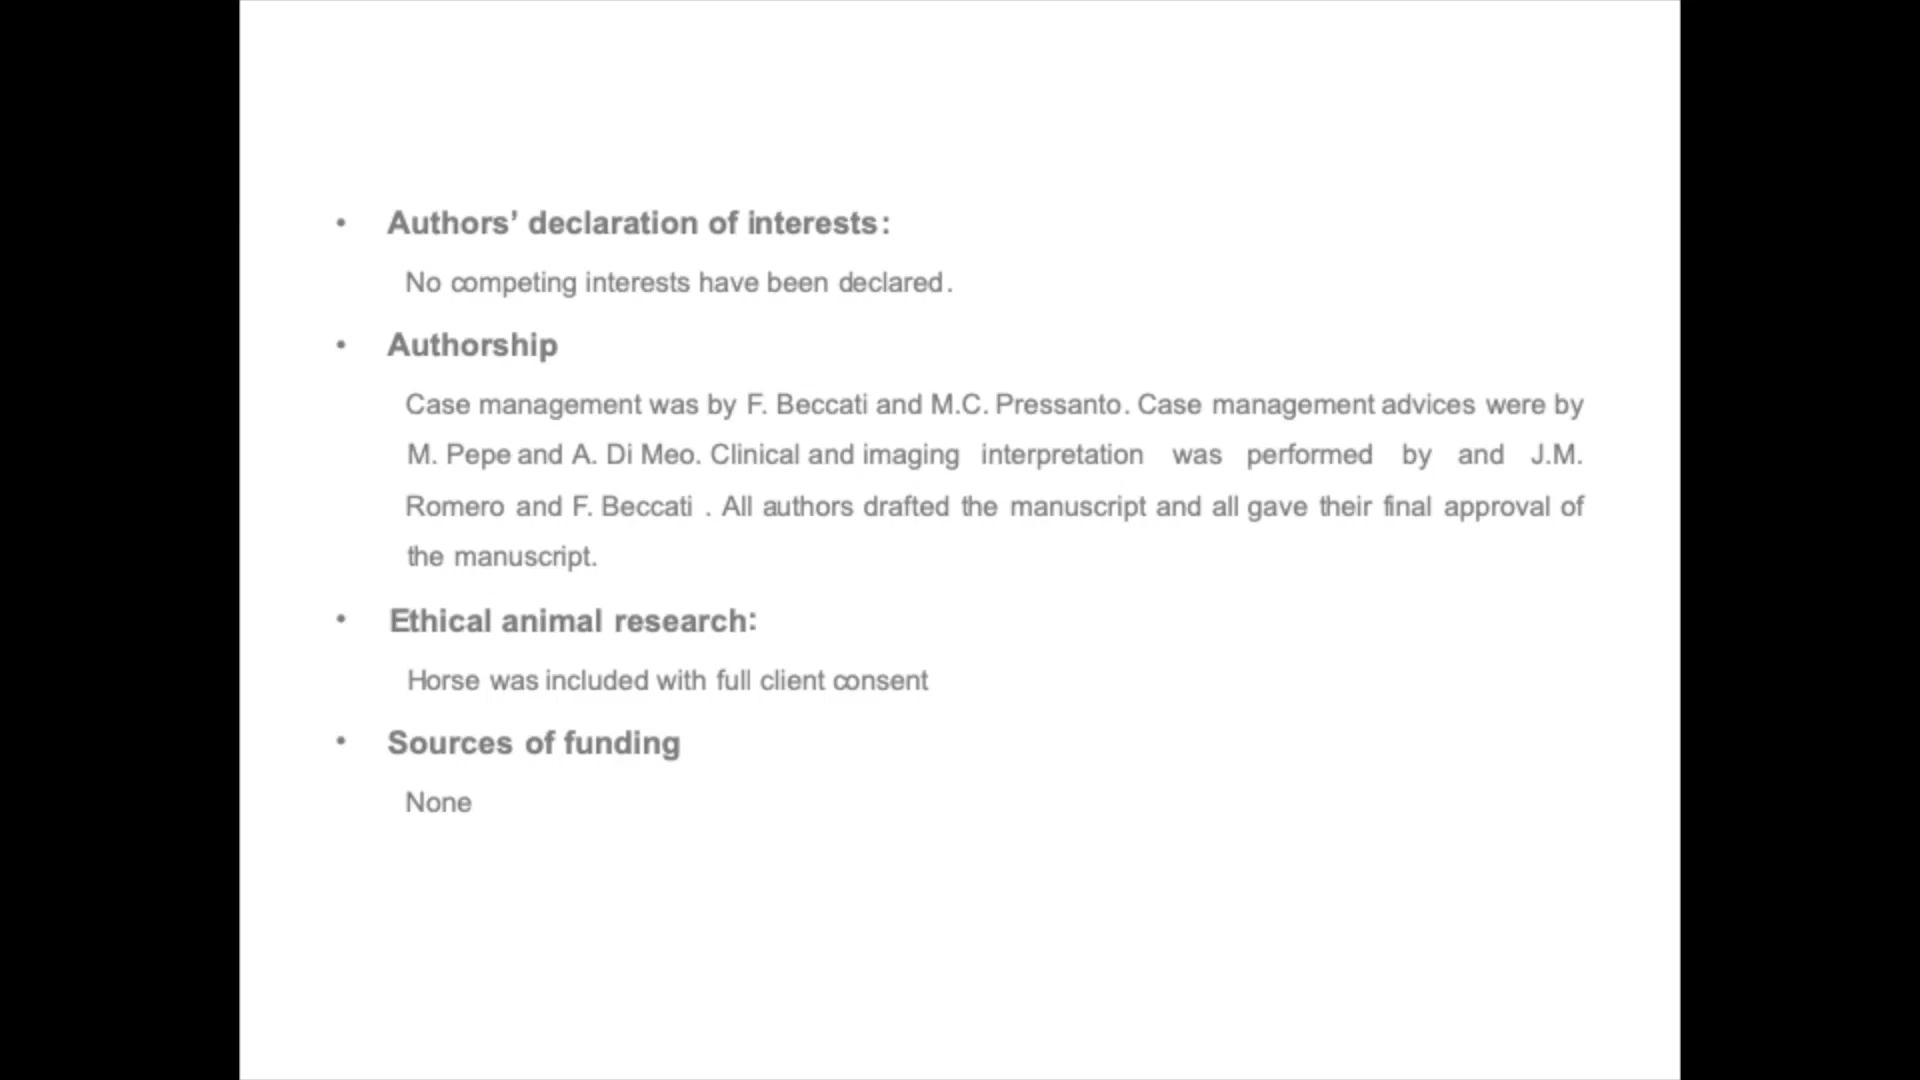 • Authors’ declaration of interests:
No competing interests have been declared.
• Authorship
Case management was by F. Beccati and M.C. Pressanto. Case management advices were by
M. Pepe and A. Di Meo. Clinical and imaging interpretation was performed by and J.M.
Romero and F. Beccati . All authors drafted the manuscript and all gave their final approval of
the manuscript.
• Ethical animal research:
Horse was included with full client consent
• Sources of funding
None